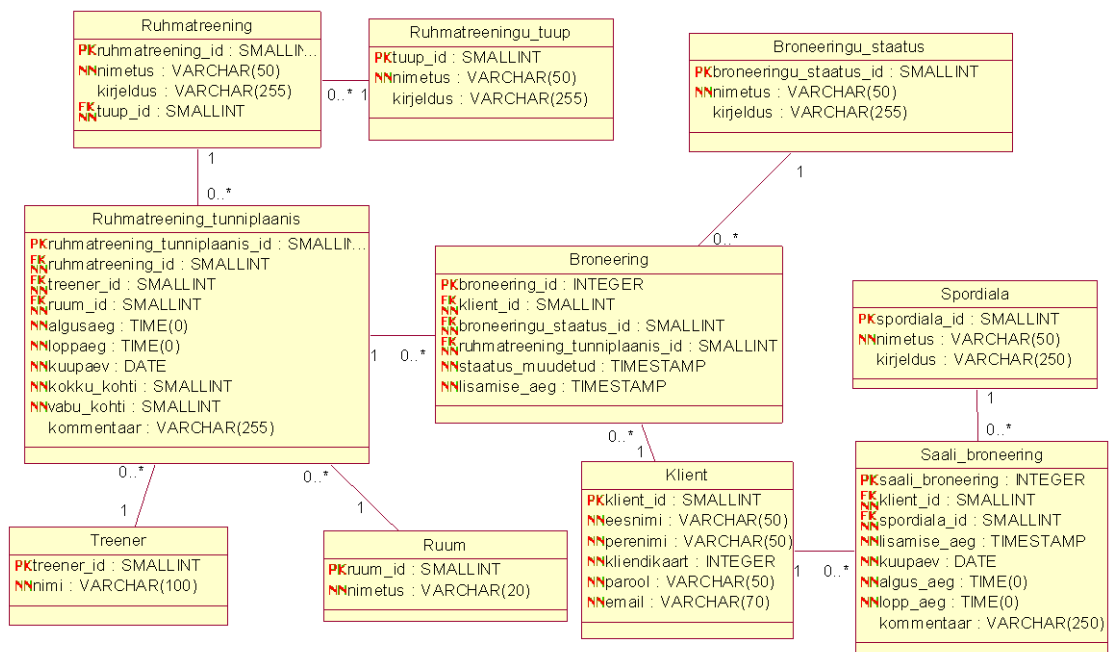 Ruhmatreening
PKruhmatreening_id : SMALLIN...
NNnimetus : VARCHAR(50)
kirjeldus : VARCHAR(255)
FK NNtuup_id : SMALLINT
Ruhmatreeningu_tuup
PKtuup_id : SMALLINT
NNnimetus : VARCHAR(50)
kirjeldus : VARCHAR(255)
0..* 1
Broneeringu_staatus
PKbroneeringu_staatus_id : SMALLINT
NNnimetus : VARCHAR(50)
kirjeldus : VARCHAR(255)
1
0..*
1
0..*
Ruhmatreening_tunniplaanis
PKruhmatreening_tunniplaanis_id : SMALLIN...
FK NNruhmatreening_id : SMALLINT
FK NNtreener_id : SMALLINT
FK NNruum_id : SMALLINT
NNalgusaeg : TIME(0)
NNloppaeg : TIME(0)
NNkuupaev : DATE
NNkokku_kohti : SMALLINT
NNvabu_kohti : SMALLINT
kommentaar : VARCHAR(255)
1 0..*
Broneering
PKbroneering_id : INTEGER
FK NNklient_id : SMALLINT
FK NNbroneeringu_staatus_id : SMALLINT
FK NNruhmatreening_tunniplaanis_id : SMALLINT
NNstaatus_muudetud : TIMESTAMP
NNlisamise_aeg : TIMESTAMP
Spordiala
PKspordiala_id : SMALLINT
NNnimetus : VARCHAR(50)
kirjeldus : VARCHAR(250)
1
0..*
0..*
1
0..*
1
0..*
1
Treener
PKtreener_id : SMALLINT
NNnimi : VARCHAR(100)
Ruum
PKruum_id : SMALLINT
NNnimetus : VARCHAR(20)
Klient
PKklient_id : SMALLINT
NNeesnimi : VARCHAR(50)
NNperenimi : VARCHAR(50)
NNkliendikaart : INTEGER
NNparool : VARCHAR(50)
NNemail : VARCHAR(70)
1 0..*
Saali_broneering
PKsaali_broneering : INTEGER
FK NNklient_id : SMALLINT
FK NNspordiala_id : SMALLINT
NNlisamise_aeg : TIMESTAMP
NNkuupaev : DATE
NNalgus_aeg : TIME(0)
NNlopp_aeg : TIME(0)
kommentaar : VARCHAR(250)